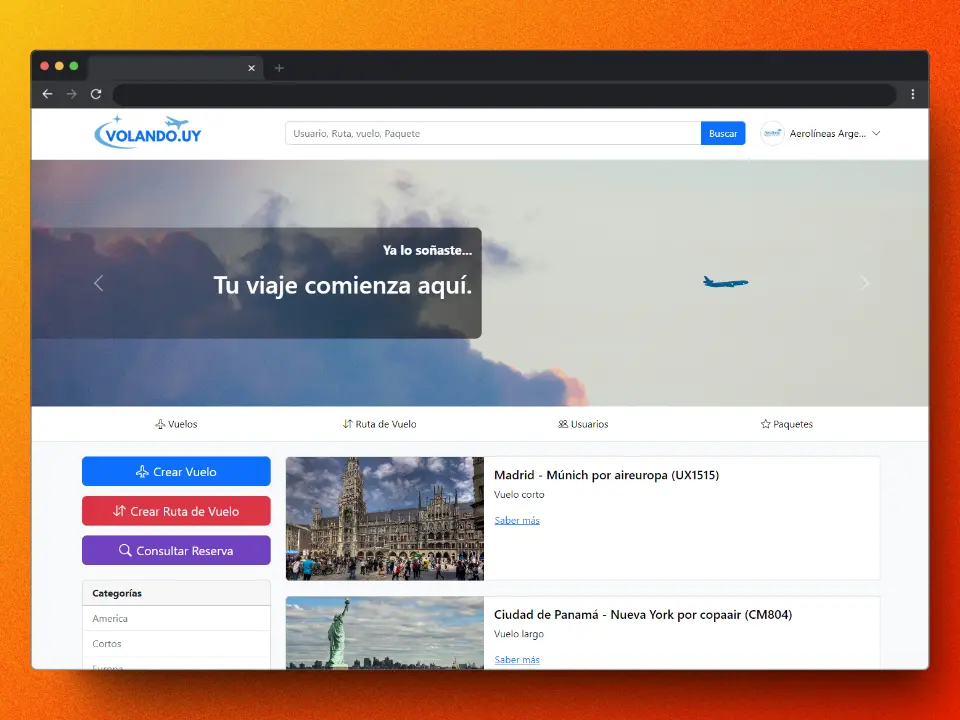 VOLANDO.UY
Usuario, Ruta, vuelo, Paquete
Buscar
Aerolíneas Arge...
Ya lo soñaste...
Tu viaje comienza aquí.
Vuelos
Ruta de Vuelo
Usuarios
Paquetes
Crear Vuelo
Crear Ruta de Vuelo
Consultar Reserva
Categorías
America
Cortos
Europa
Madrid - Múnich por aireuropa (UX1515)
Vuelo corto
Saber más
Ciudad de Panamá - Nueva York por copaair (CM804)
Vuelo largo
Saber más